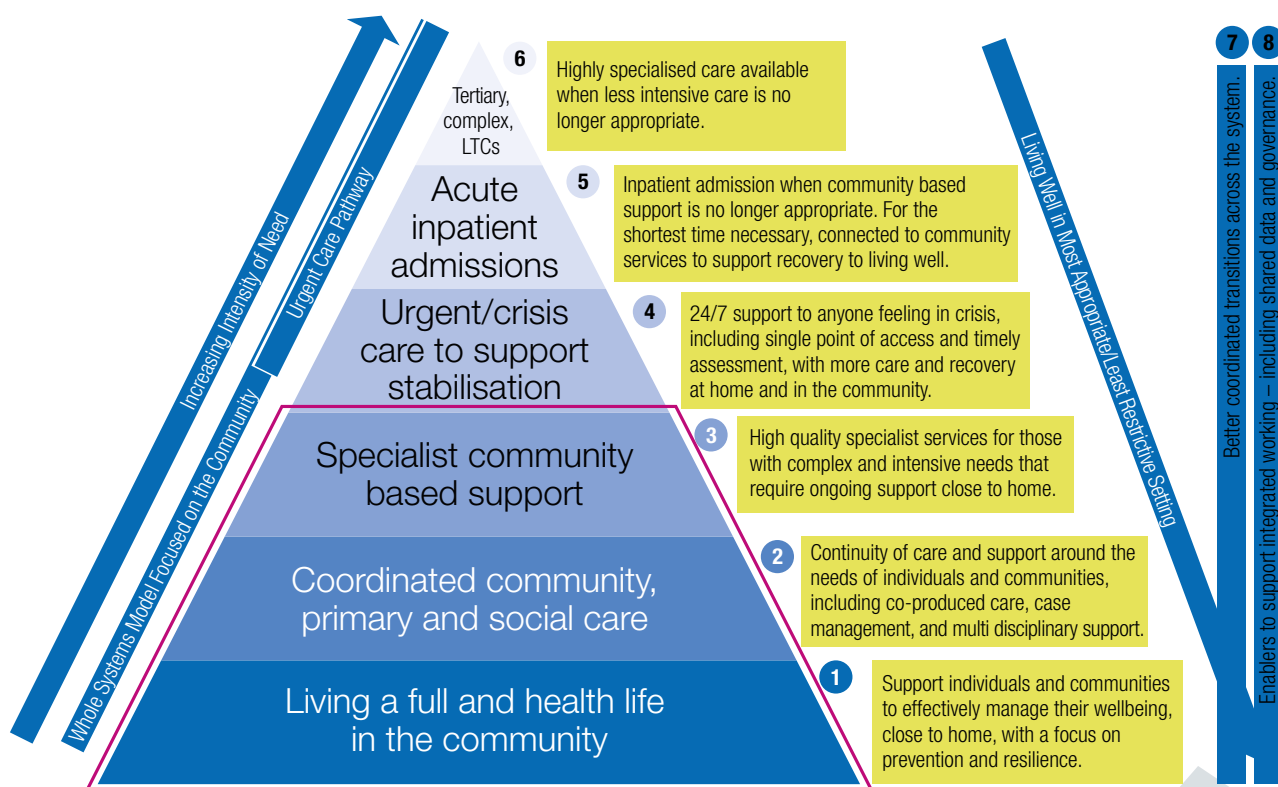 6
Tertiary,
complex,
LTCs
Highly specialised care available
when less intensive care is no
longer appropriate.
5
Acute
inpatient
admissions
Inpatient admission when community based
support is no longer appropriate. For the
shortest time necessary, connected to community
services to support recovery to living well.
4
Urgent/crisis
care to support
stabilisation
24/7 support to anyone feeling in crisis,
including single point of access and timely
assessment, with more care and recovery
at home and in the community.
3
Specialist community
based support
High quality specialist services for those
with complex and intensive needs that
require ongoing support close to home.
2
Coordinated community,
primary and social care
Continuity of care and support around the
needs of individuals and communities,
including co-produced care, case
management, and multi disciplinary support.
1
Living a full and health life
in the community
Support individuals and communities
to effectively manage their wellbeing,
close to home, with a focus on
prevention and resilience.
Increasing Intensity of Need
Whole Systems Model Focused on the Community
Urgent Care Pathway
Living Well in Most Appropriate/Least Restrictive Setting
7
Better coordinated transitions across the system.
8
Enablers to support integrated working – including shared data and governance.